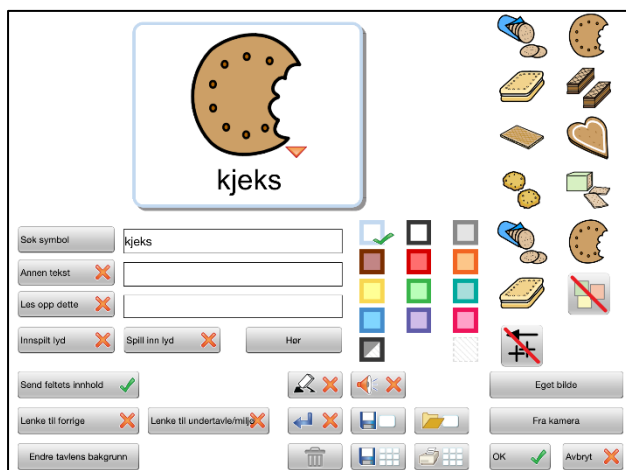 kjeks
Søk symbol
kjeks
Annen tekst
Les opp dette
Innspilt lyd
Spill inn lyd
Hør
Send feltets innhold
Eget bilde
Lenke til forrige
Lenke til undertavle/miljø
Fra kamera
Endre tavlens bakgrunn
OK
Avbryt